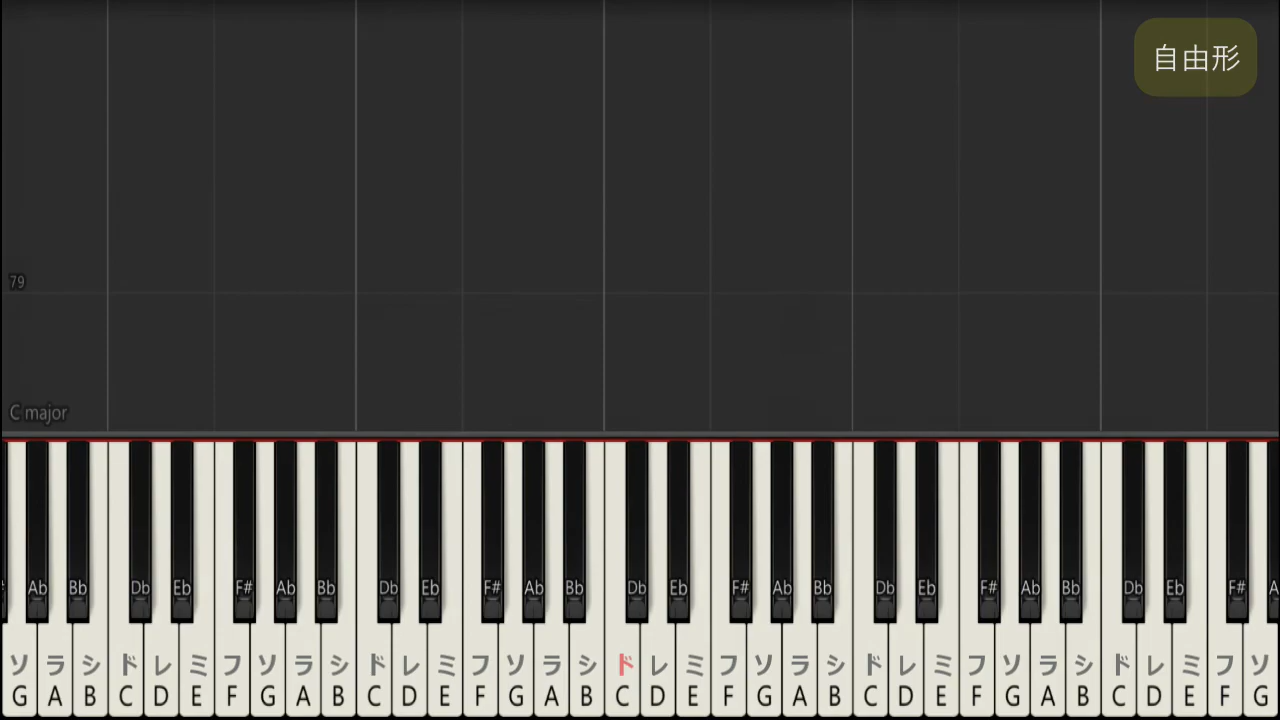 自由形
79
C major
Ab Bb Db Eb F# Ab Bb Db Eb F# Ab Bb Db Eb F# Ab Bb Db Eb F# Ab Bb Db Eb F#
ソ ラ シ ド レ ミ フ ソ ラ シ ド レ ミ フ ソ ラ シ ド レ ミ フ ソ ラ シ ド レ ミ フ ソ ラ シ ド レ ミ フ ソ
G A B C D E F G A B C D E F G A B C D E F G A B C D E F G A B C D E F G